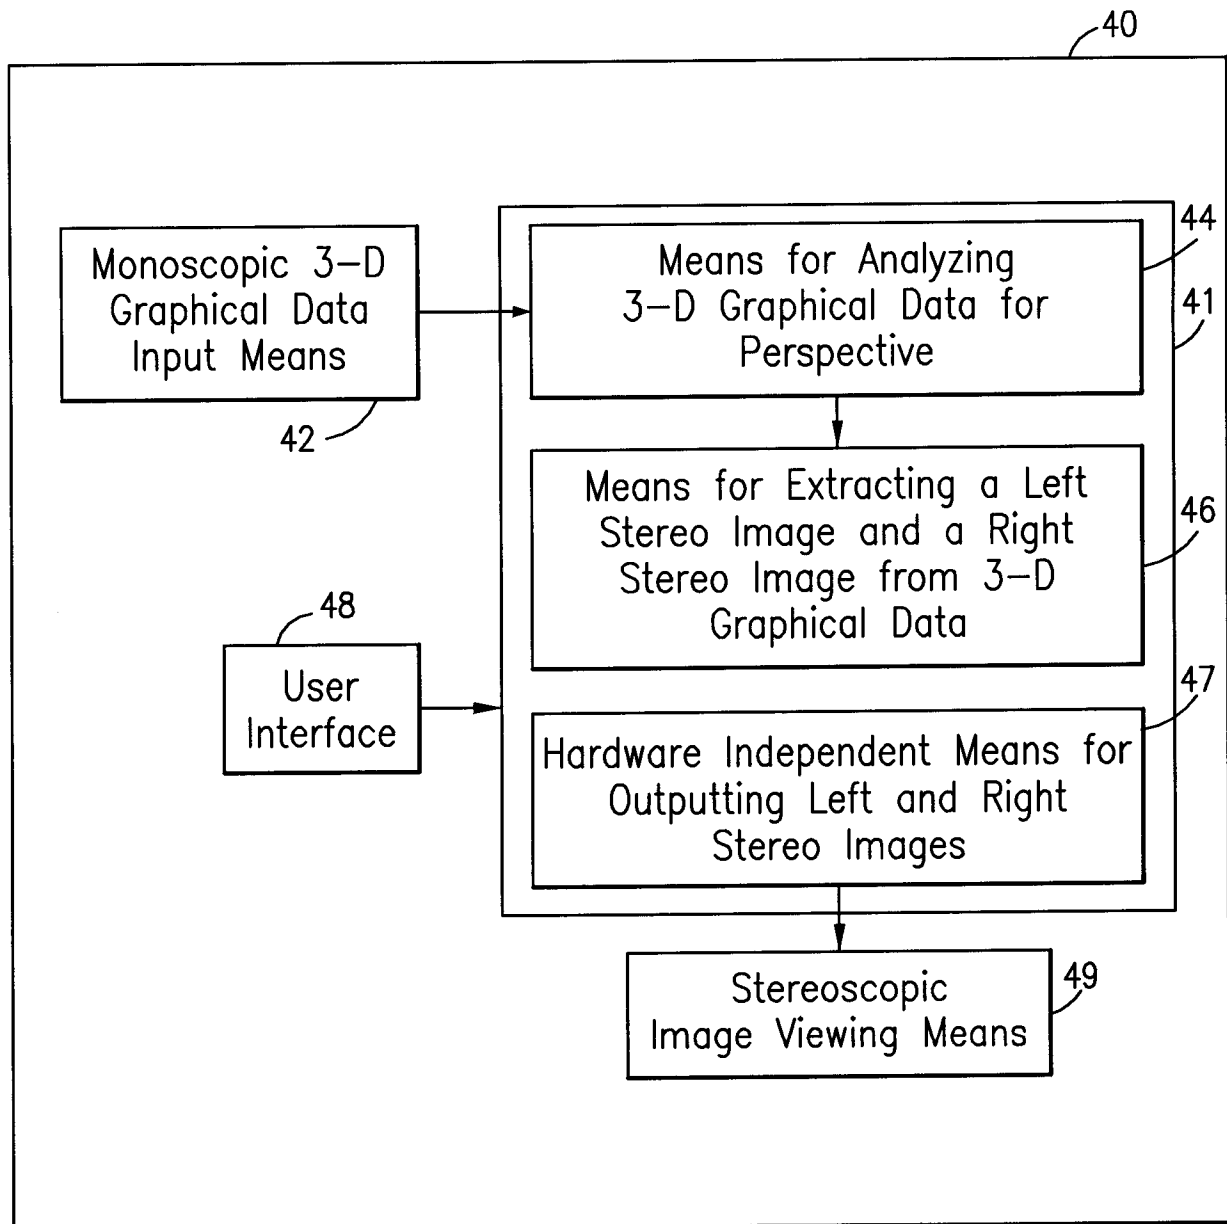 40
Monoscopic 3-D
Graphical Data
Input Means
42
Means for Analyzing
3-D Graphical Data for
Perspective
44
41
Means for Extracting a Left
Stereo Image and a Right
Stereo Image from 3-D
Graphical Data
46
48
User
Interface
47
Hardware Independent Means for
Outputting Left and Right
Stereo Images
Stereoscopic
Image Viewing Means
49